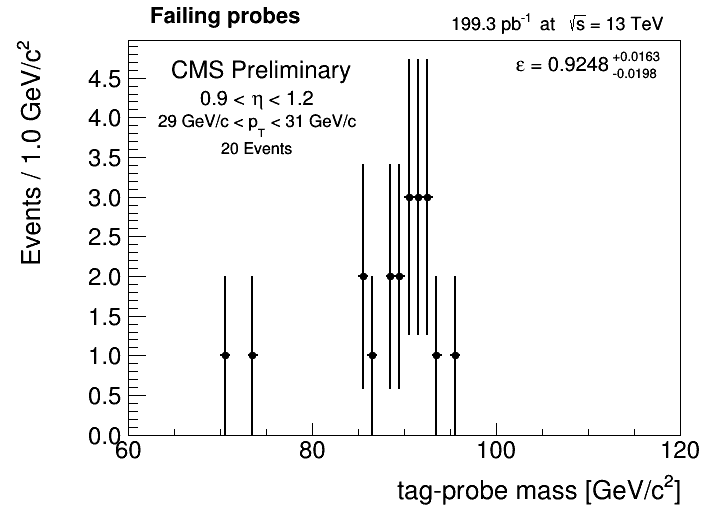 Failing probes
199.3 pb⁻¹ at √s = 13 TeV
Events / 1.0 GeV/c²
CMS Preliminary
0.9 < η < 1.2
29 GeV/c < p_T < 31 GeV/c
20 Events
ε = 0.9248 +0.0163 -0.0198
4.5
4.0
3.5
3.0
2.5
2.0
1.5
1.0
0.5
0.0
60 80 100 120
tag-probe mass [GeV/c²]